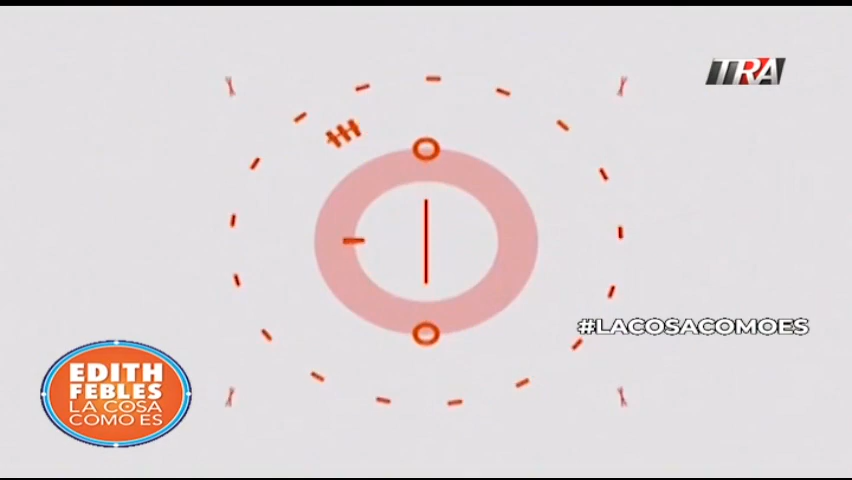 TRA
#LACOSACOMOES
EDITH
FEBLES
LA COSA
COMO ES